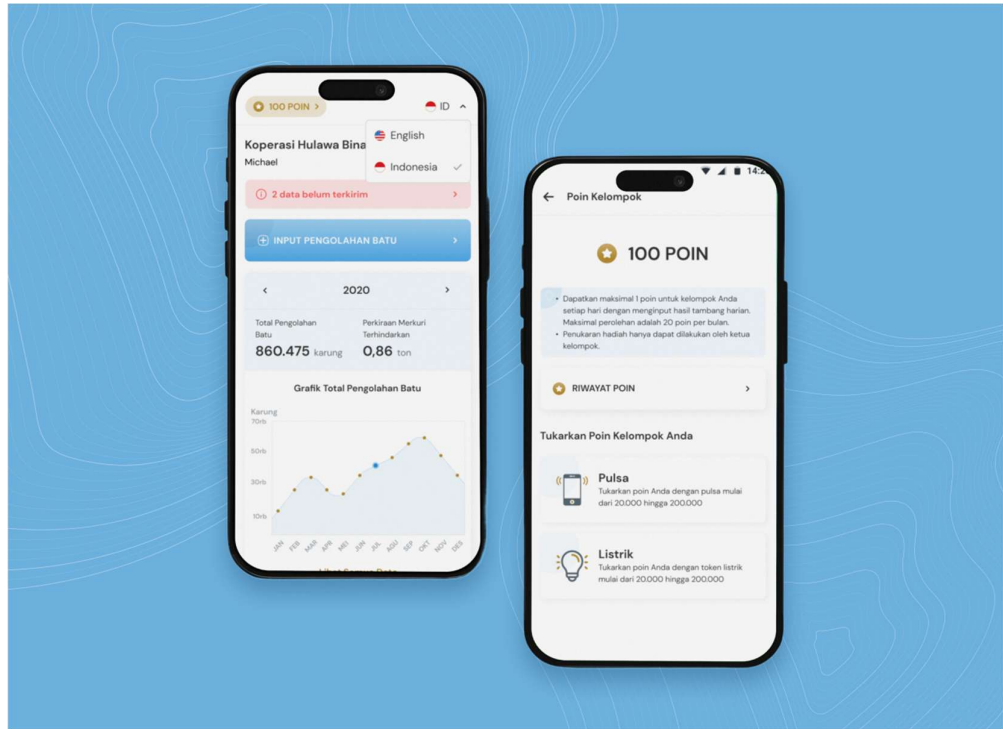 100 POIN >
ID
Koperasi Hulawa Bina
Michael
English
Indonesia
2 data belum terkirim
INPUT PENGOLAHAN BATU
2020
Total Pengolahan
Batu
860.475 karung
Perkiraan Merkuri
Terhindarkan
0,86 ton
Grafik Total Pengolahan Batu
Karung
70rb
50rb
30rb
10rb
JAN FEB MAR APR MEI JUN JUL AGU SEP OKT NOV DES
Lihat Semua Data
14:2
Poin Kelompok
100 POIN
• Dapatkan maksimal 1 poin untuk kelompok Anda
setiap hari dengan menginput hasil tambang harian.
Maksimal perolehan adalah 20 poin per bulan.
• Penukaran hadiah hanya dapat dilakukan oleh ketua
kelompok.
RIWAYAT POIN
Tukarkan Poin Kelompok Anda
Pulsa
Tukarkan poin Anda dengan pulsa mulai
dari 20.000 hingga 200.000
Listrik
Tukarkan poin Anda dengan token listrik
mulai dari 20.000 hingga 200.000